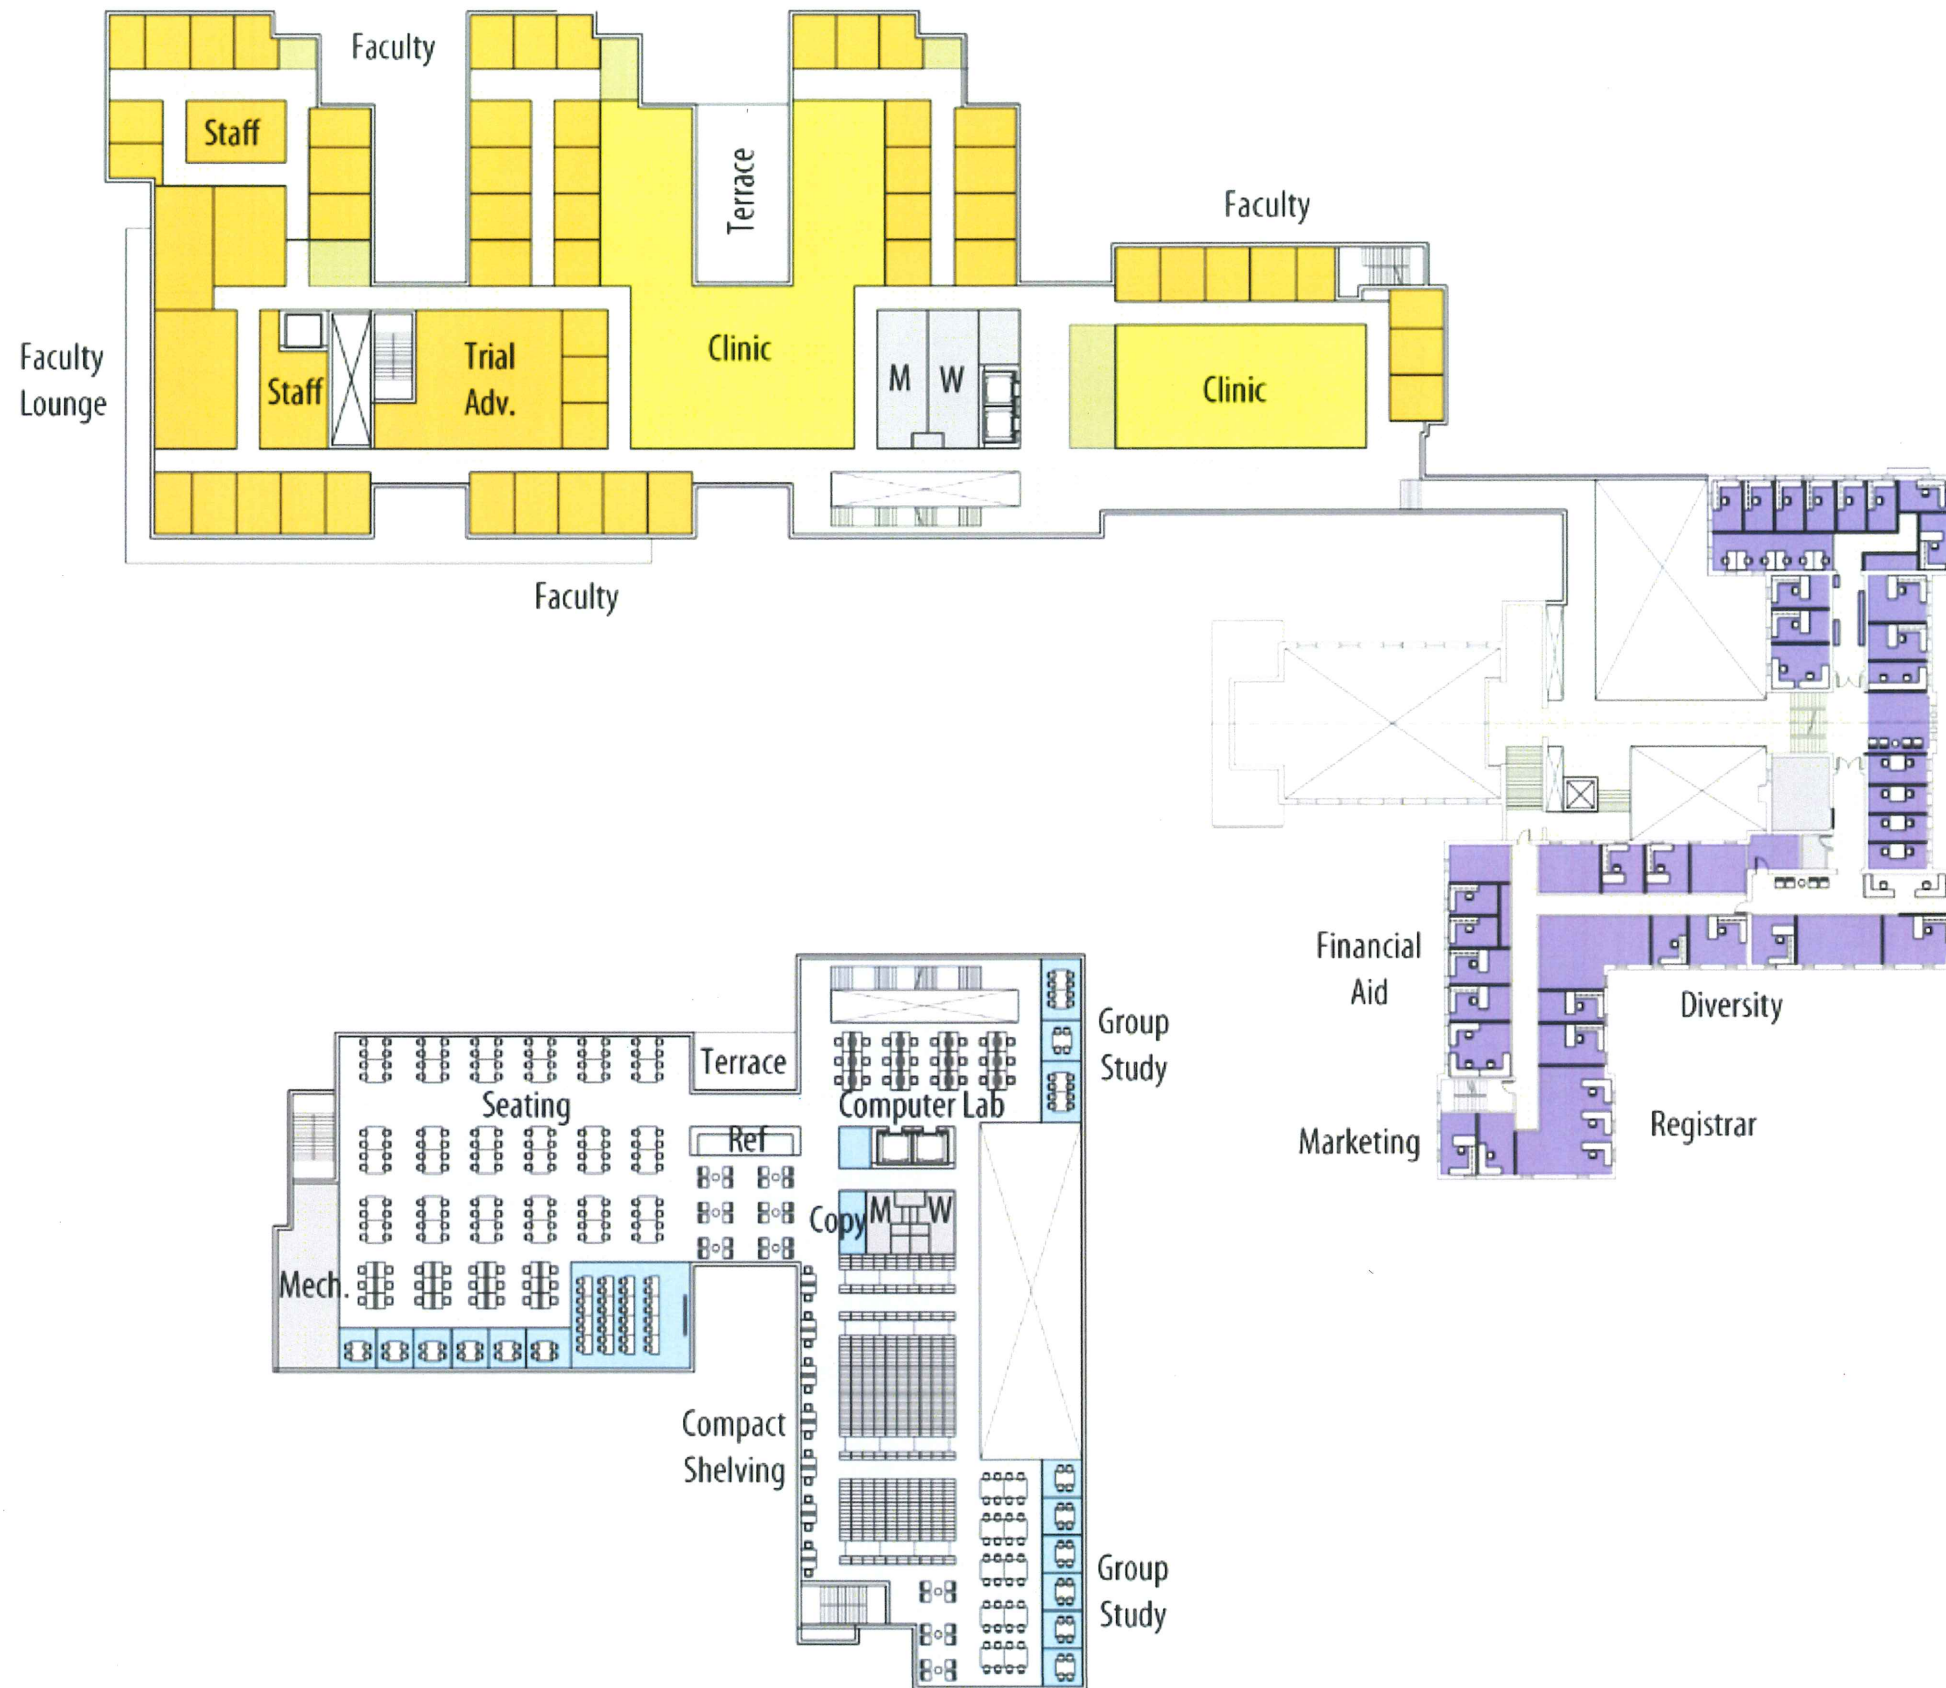 Faculty
Staff
Terrace
Faculty
Faculty
Lounge
Staff
Trial
Adv.
Clinic
M
W
Clinic
Faculty
Financial
Aid
Diversity
Marketing
Registrar
Terrace
Group
Study
Seating
Computer Lab
Ref
Copy
M
W
Mech.
Compact
Shelving
Group
Study